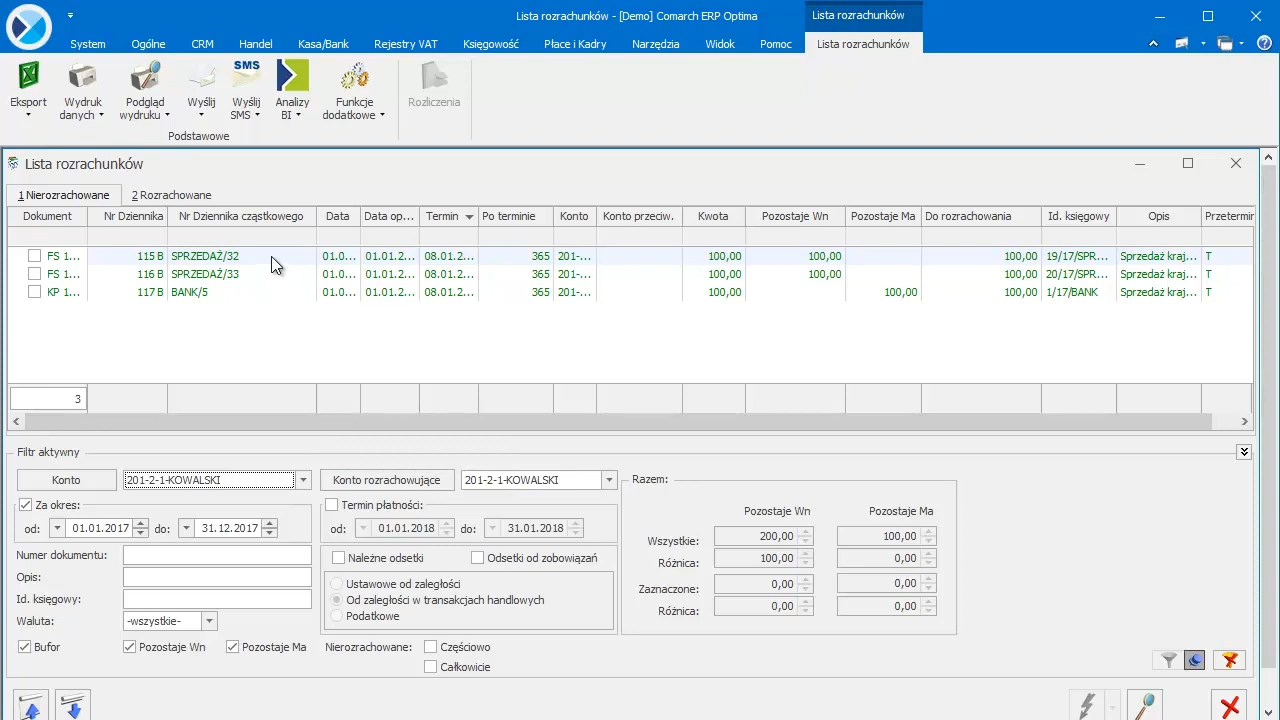 Lista rozrachunków - [Demo] Comarch ERP Optima
Lista rozrachunków
System Ogólne CRM Handel Kasa/Bank Rejestry VAT Księgowość Płace i Kadry Narzędzia Widok Pomoc Lista rozrachunków
SMS
Eksport Wydruk danych Podgląd wydruku Wyślij Wyślij SMS Analizy BI Funkcje dodatkowe Rozliczenia
Podstawowe
Lista rozrachunków
1 Nierozrachowane 2 Rozrachowane
Dokument Nr Dziennika Nr Dziennika cząstkowego Data Data op... Termin Po terminie Konto Konto przeciw. Kwota Pozostaje Wn Pozostaje Ma Do rozrachowania Id. księgowy Opis Przetermin
FS 1... 115 B SPRZEDAŻ/32 01.0... 01.01.2... 08.01.2... 365 201-... 100,00 100,00 100,00 19/17/SPR... Sprzedaż kraj... T
FS 1... 116 B SPRZEDAŻ/33 01.0... 01.01.2... 08.01.2... 365 201-... 100,00 100,00 100,00 20/17/SPR... Sprzedaż kraj... T
KP 1... 117 B BANK/5 01.0... 01.01.2... 08.01.2... 365 201-... 100,00 100,00 100,00 1/17/BANK Sprzedaż kraj... T
3
Filtr aktywny
Konto 201-2-1-KOWALSKI Konto rozrachowujące 201-2-1-KOWALSKI Razem:
Za okres: Termin płatności: Pozostaje Wn Pozostaje Ma
od: 01.01.2017 do: 31.12.2017 od: 01.01.2018 do: 31.01.2018
Wszystkie: 200,00 100,00
Numer dokumentu: Należne odsetki Odsetki od zobowiązań Różnica: 100,00 0,00
Opis: Ustawowe od zaległości Zaznaczone: 0,00 0,00
Id. księgowy: Od zaległości w transakcjach handlowych Różnica: 0,00 0,00
Waluta: -wszystkie- Podatkowe
Bufor Pozostaje Wn Pozostaje Ma Nierozrachowane: Częściowo
Całkowicie